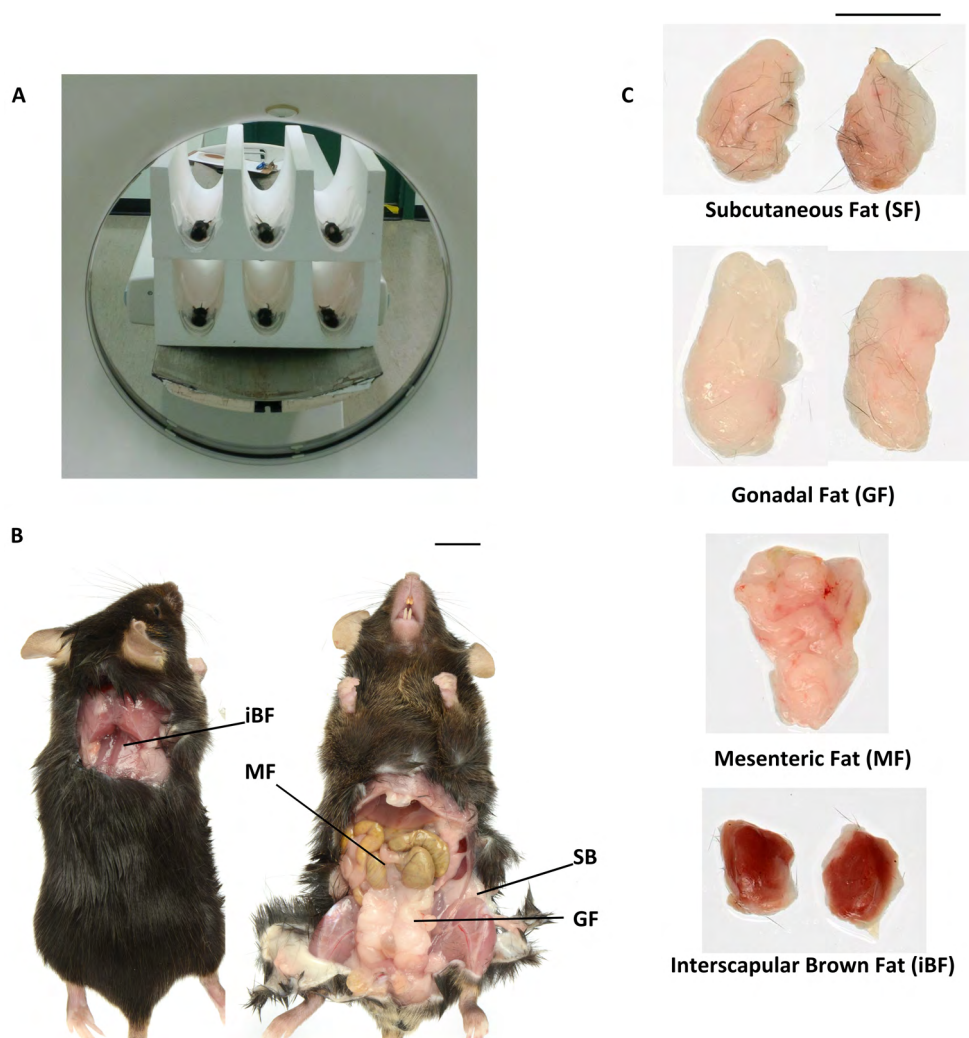 A
C
Subcutaneous Fat (SF)
Gonadal Fat (GF)
B
iBF
MF
SB
GF
Mesenteric Fat (MF)
Interscapular Brown Fat (iBF)